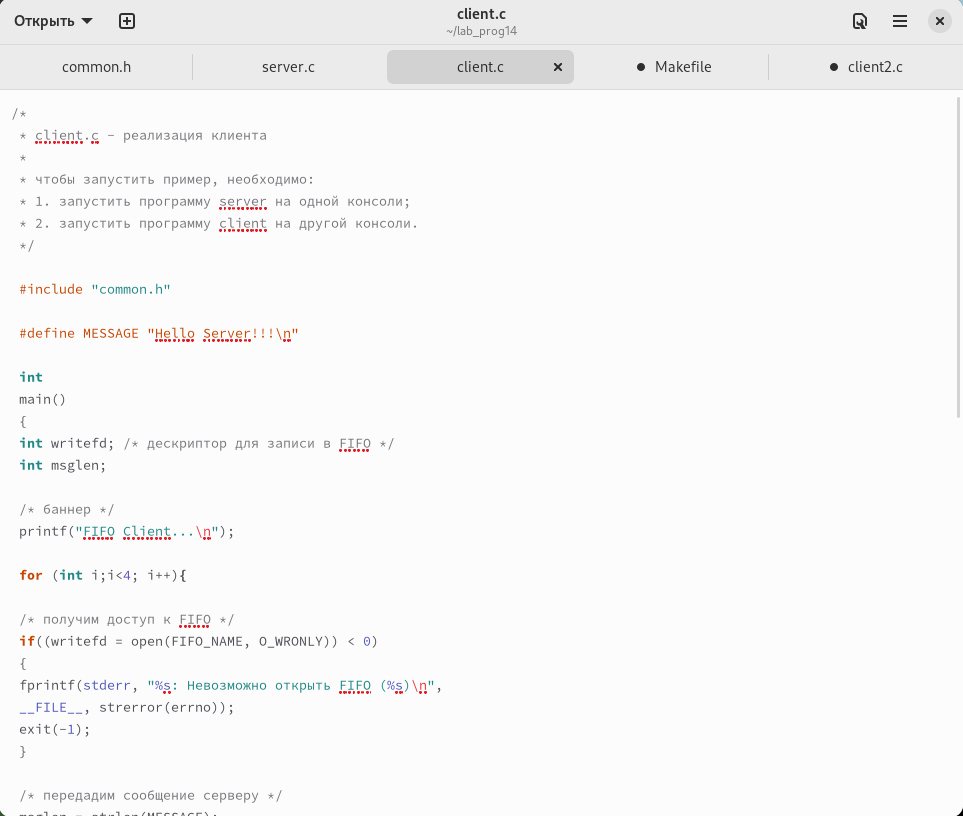 Открыть
client.c
~/lab_prog14
common.h
server.c
client.c
Makefile
client2.c
/*
* client.c - реализация клиента
*
* чтобы запустить пример, необходимо:
* 1. запустить программу server на одной консоли;
* 2. запустить программу client на другой консоли.
*/
#include "common.h"
#define MESSAGE "Hello Server!!!\n"
int
main()
{
int writefd; /* дескриптор для записи в FIFO */
int msglen;
/* баннер */
printf("FIFO Client...\n");
for (int i;i<4; i++){
/* получим доступ к FIFO */
if((writefd = open(FIFO_NAME, O_WRONLY)) < 0)
{
fprintf(stderr, "%s: Невозможно открыть FIFO (%s)\n",
__FILE__, strerror(errno));
exit(-1);
}
/* передадим сообщение серверу */
msglen = strlen(MESSAGE);